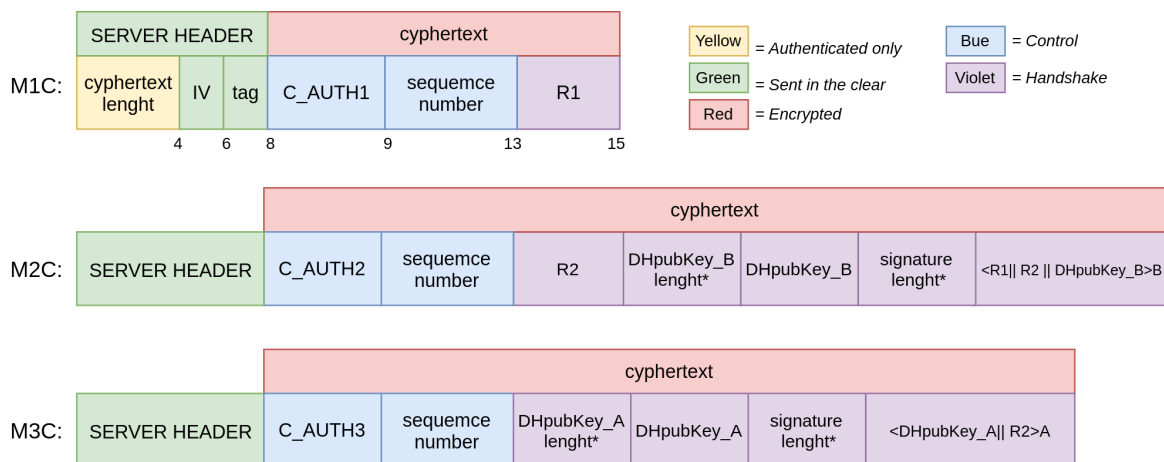 SERVER HEADER
cyphertext
M1C:
cyphertext
lenght
IV
tag
C_AUTH1
sequemce
number
R1
4
6
8
9
13
15
Yellow
= Authenticated only
Green
= Sent in the clear
Red
= Encrypted
Bue
= Control
Violet
= Handshake
cyphertext
M2C:
SERVER HEADER
C_AUTH2
sequemce
number
R2
DHpubKey_B
lenght*
DHpubKey_B
signature
lenght*
<R1|| R2 || DHpubKey_B>B
cyphertext
M3C:
SERVER HEADER
C_AUTH3
sequemce
number
DHpubKey_A
lenght*
DHpubKey_A
signature
lenght*
<DHpubKey_A|| R2>A